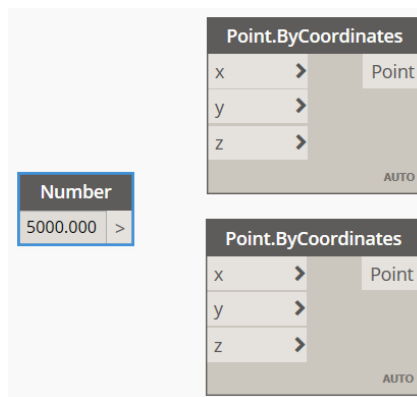 Point.ByCoordinates
x > Point
y >
z >
AUTO
Number
5000.000 >
Point.ByCoordinates
x > Point
y >
z >
AUTO